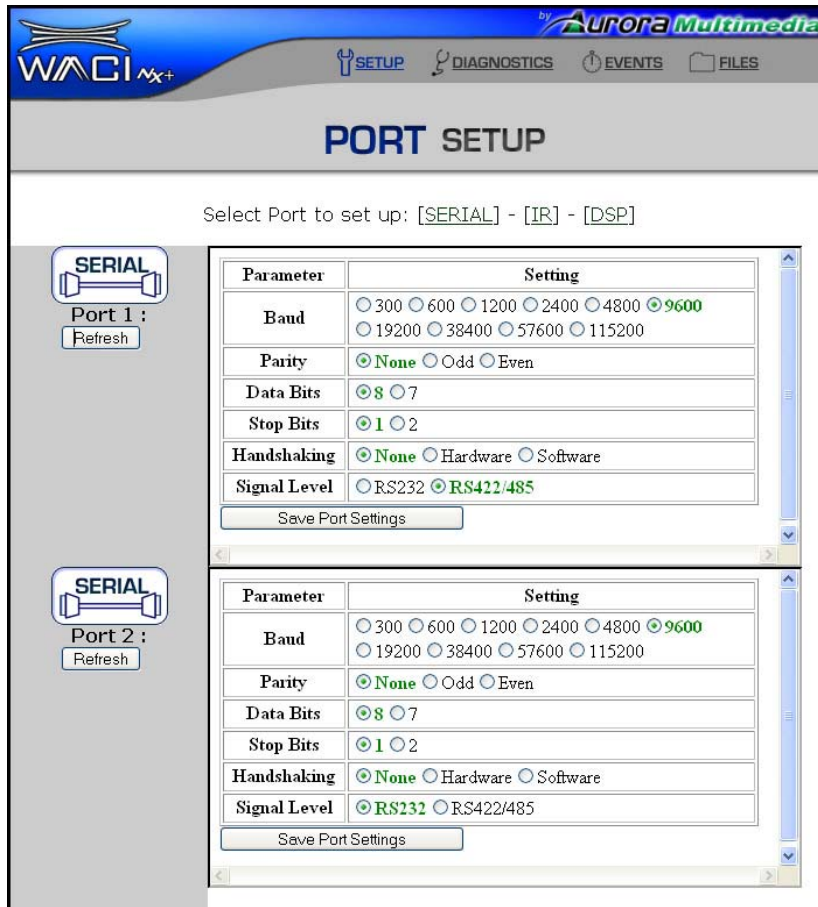 by Aurora Multimedia
WACI NX+
SETUP DIAGNOSTICS EVENTS FILES
PORT SETUP
Select Port to set up: [SERIAL] - [IR] - [DSP]
SERIAL
Port 1 :
Refresh
Parameter Setting
Baud 300 600 1200 2400 4800 9600
19200 38400 57600 115200
Parity None Odd Even
Data Bits 8 7
Stop Bits 1 2
Handshaking None Hardware Software
Signal Level RS232 RS422/485
Save Port Settings
SERIAL
Port 2 :
Refresh
Parameter Setting
Baud 300 600 1200 2400 4800 9600
19200 38400 57600 115200
Parity None Odd Even
Data Bits 8 7
Stop Bits 1 2
Handshaking None Hardware Software
Signal Level RS232 RS422/485
Save Port Settings